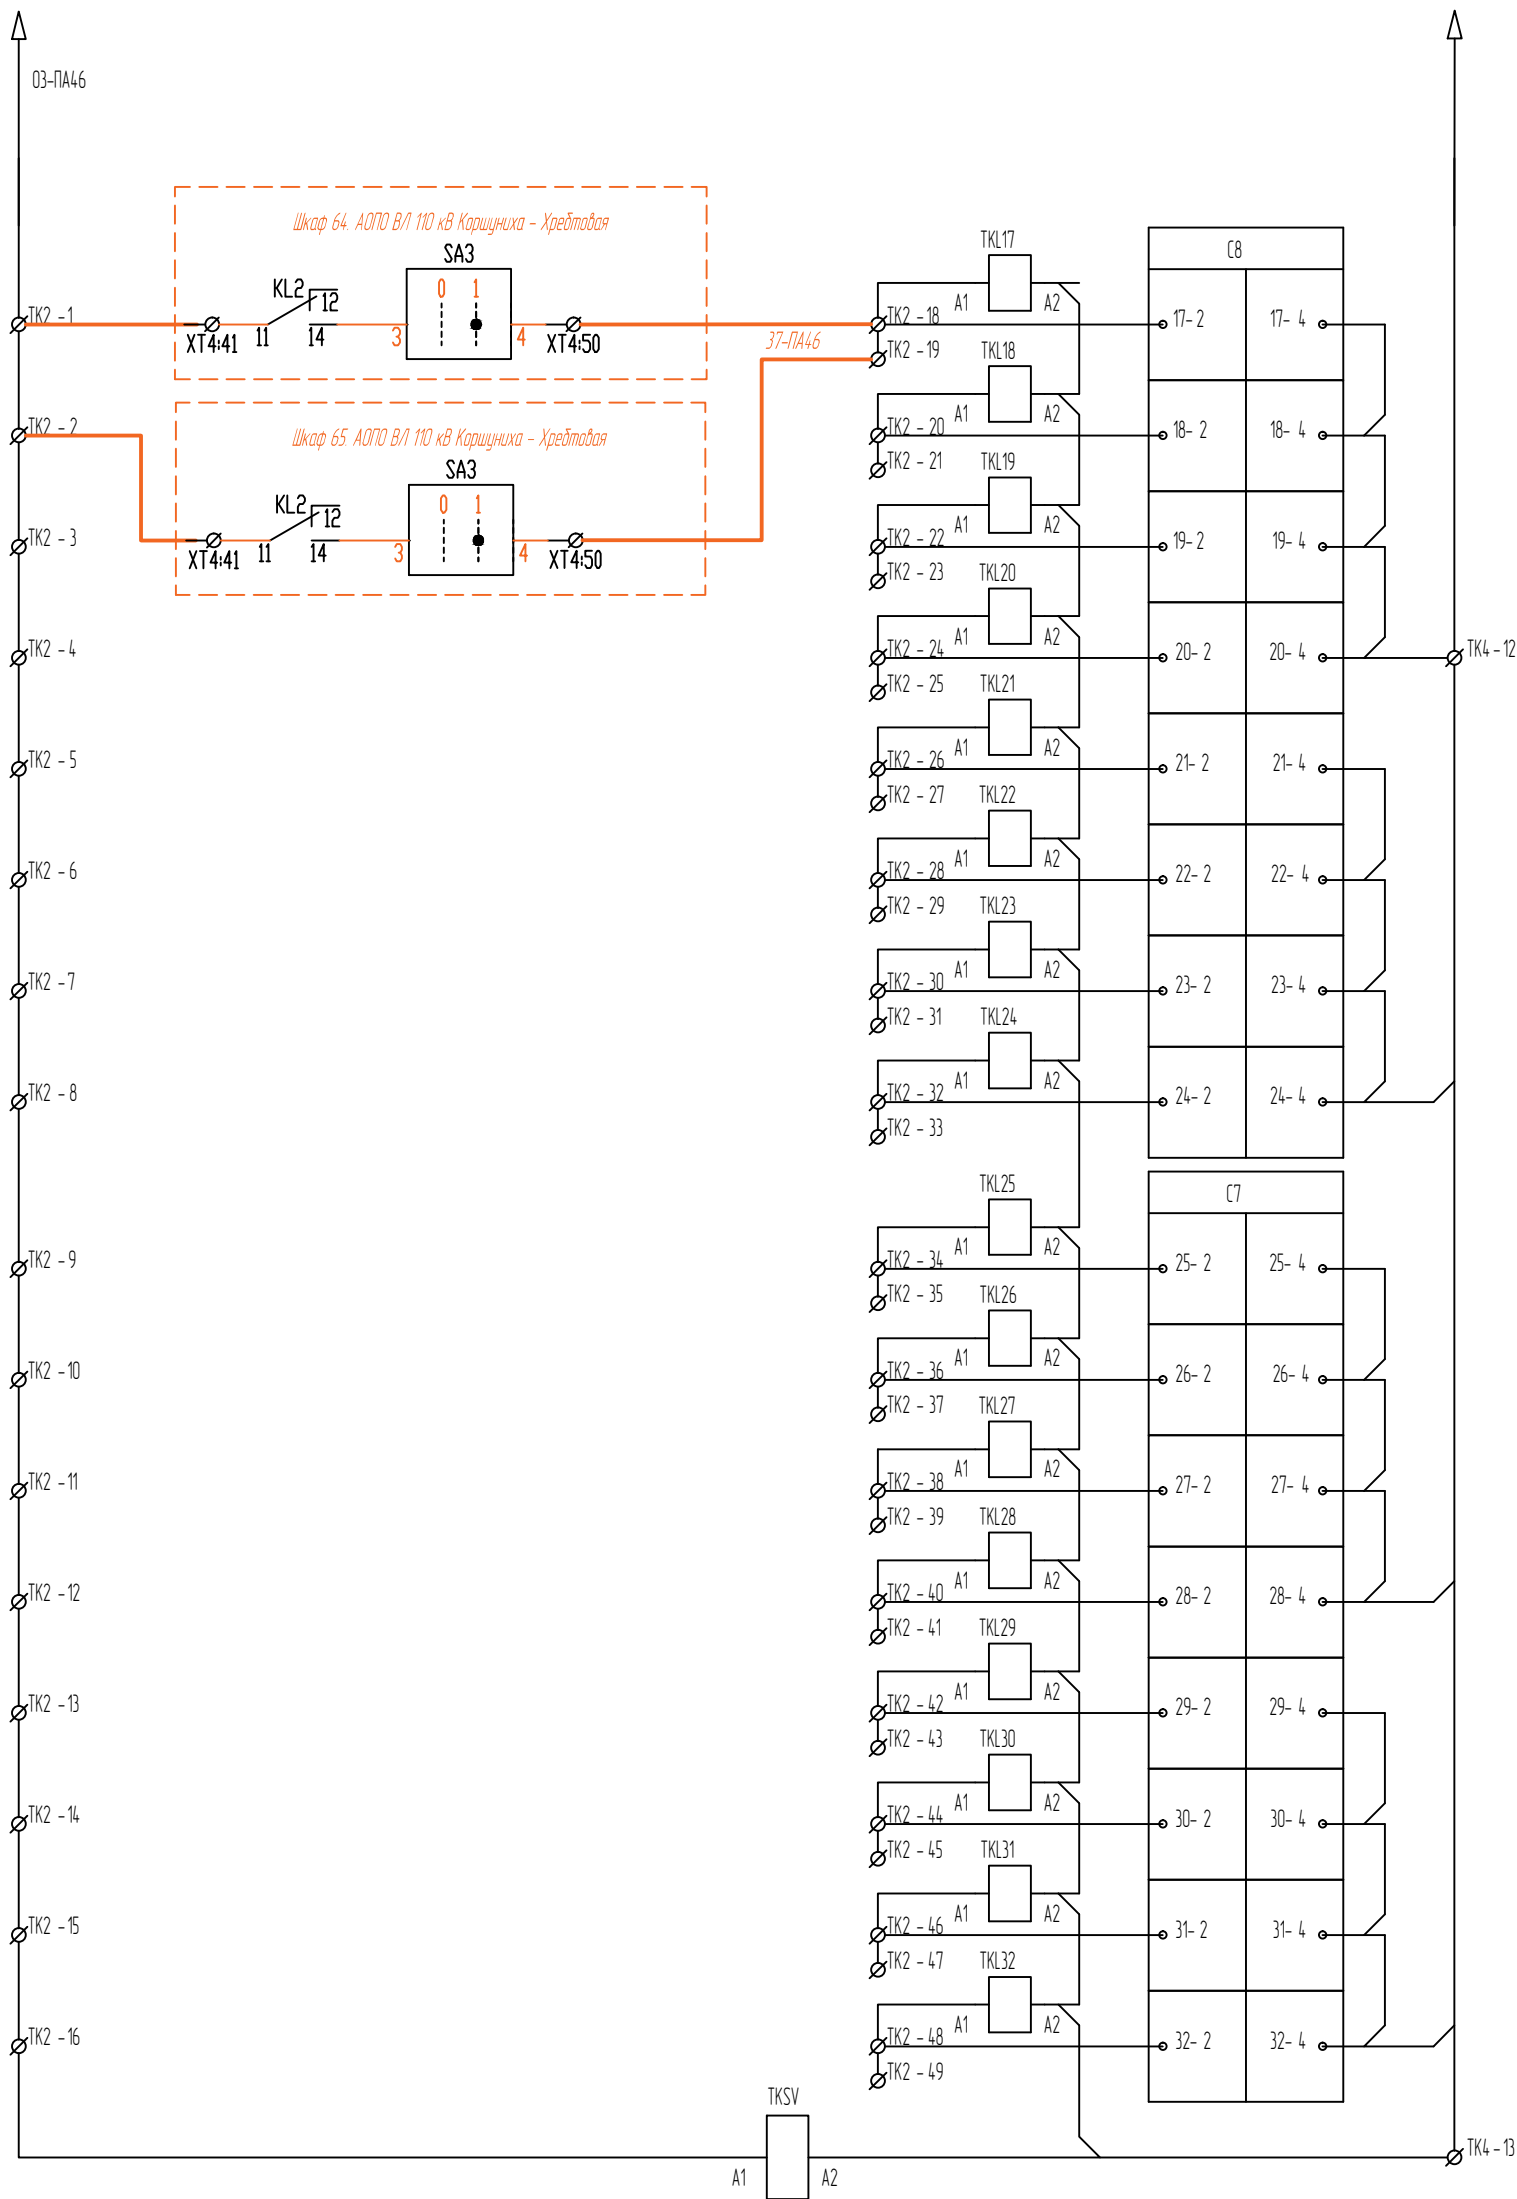 03-ПА46
Шкаф 64. АОПО ВЛ 110 кВ Коршуниха - Хребтовая
SA3
0 1
KL2
12
XT4:41 11 14 3 4 XT4:50
37-ПА46
Шкаф 65. АОПО ВЛ 110 кВ Коршуниха - Хребтовая
SA3
0 1
KL2
12
XT4:41 11 14 3 4 XT4:50
TK2 - 1
TK2 - 2
TK2 - 3
TK2 - 4
TK2 - 5
TK2 - 6
TK2 - 7
TK2 - 8
TK2 - 9
TK2 - 10
TK2 - 11
TK2 - 12
TK2 - 13
TK2 - 14
TK2 - 15
TK2 - 16
TKL17
A1 A2
TK2 - 18
TK2 - 19
TKL18
A1 A2
TK2 - 20
TK2 - 21
TKL19
A1 A2
TK2 - 22
TK2 - 23
TKL20
A1 A2
TK2 - 24
TK2 - 25
TKL21
A1 A2
TK2 - 26
TK2 - 27
TKL22
A1 A2
TK2 - 28
TK2 - 29
TKL23
A1 A2
TK2 - 30
TK2 - 31
TKL24
A1 A2
TK2 - 32
TK2 - 33
TKL25
A1 A2
TK2 - 34
TK2 - 35
TKL26
A1 A2
TK2 - 36
TK2 - 37
TKL27
A1 A2
TK2 - 38
TK2 - 39
TKL28
A1 A2
TK2 - 40
TK2 - 41
TKL29
A1 A2
TK2 - 42
TK2 - 43
TKL30
A1 A2
TK2 - 44
TK2 - 45
TKL31
A1 A2
TK2 - 46
TK2 - 47
TKL32
A1 A2
TK2 - 48
TK2 - 49
C8
17- 2 17- 4
18- 2 18- 4
19- 2 19- 4
20- 2 20- 4
21- 2 21- 4
22- 2 22- 4
23- 2 23- 4
24- 2 24- 4
C7
25- 2 25- 4
26- 2 26- 4
27- 2 27- 4
28- 2 28- 4
29- 2 29- 4
30- 2 30- 4
31- 2 31- 4
32- 2 32- 4
TK4 - 12
TK4 - 13
TKSV
A1 A2